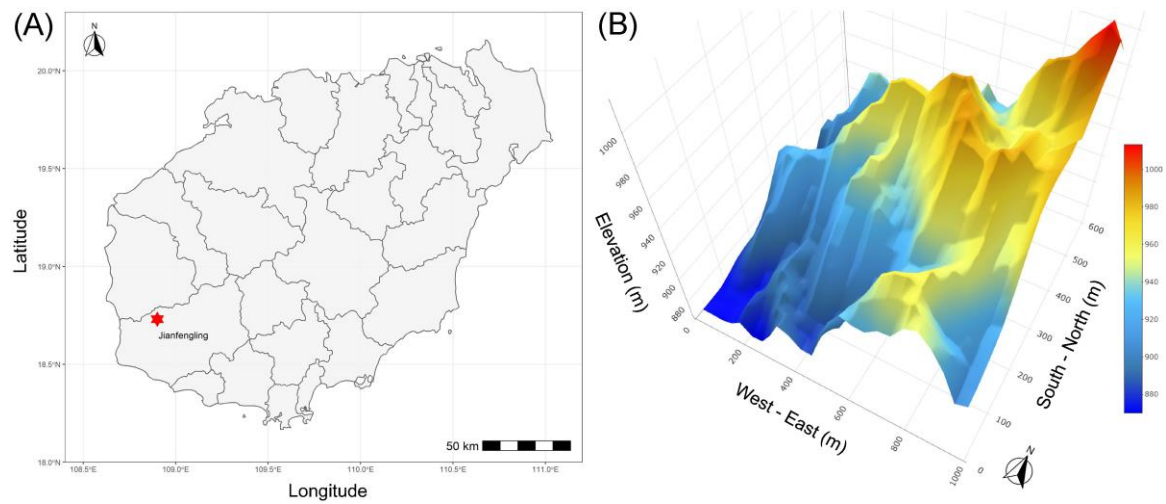 (A)
N
20.0°N
19.5°N
19.0°N
18.5°N
18.0°N
Latitude
Jianfengling
50 km
108.5°E
109.0°E
109.5°E
110.0°E
110.5°E
111.0°E
Longitude
(B)
1000
980
960
940
920
900
880
Elevation (m)
0
200
400
600
800
1000
West - East (m)
0
100
200
300
400
500
600
South - North (m)
1000
980
960
940
920
900
880
N